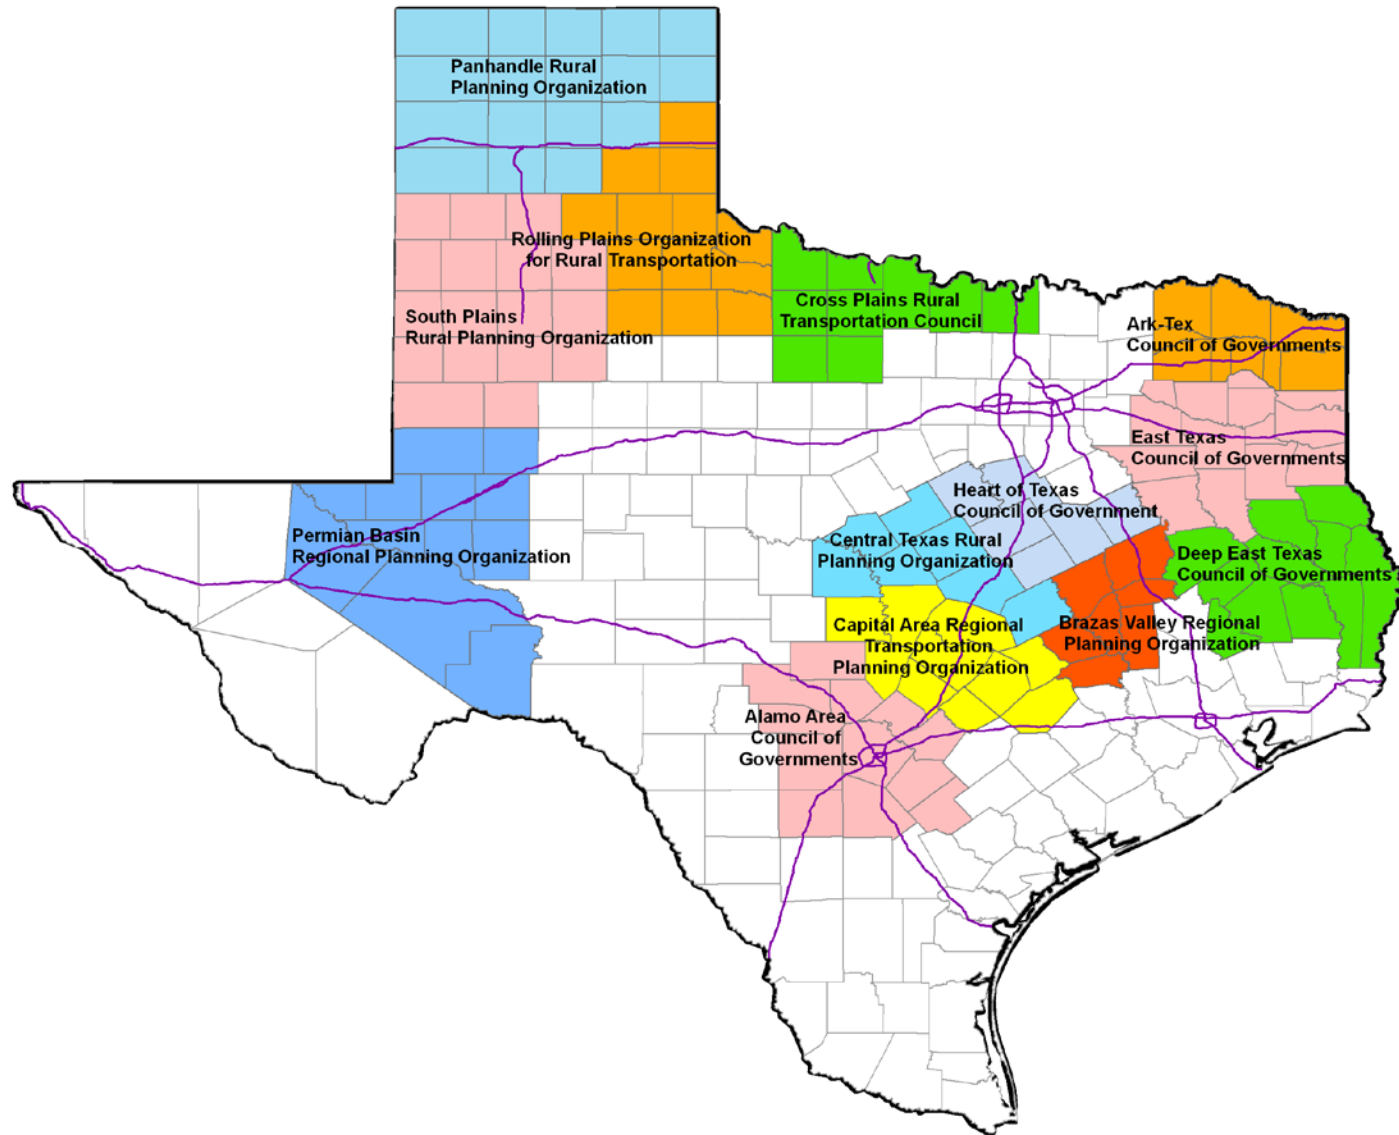 Panhandle Rural
Planning Organization
Rolling Plains Organization
for Rural Transportation
Cross Plains Rural
Transportation Council
South Plains
Rural Planning Organization
Ark-Tex
Council of Governments
East Texas
Council of Governments
Heart of Texas
Council of Government
Permian Basin
Regional Planning Organization
Central Texas Rural
Planning Organization
Deep East Texas
Council of Governments
Capital Area Regional
Transportation
Planning Organization
Brazas Valley Regional
Planning Organization
Alamo Area
Council of
Governments